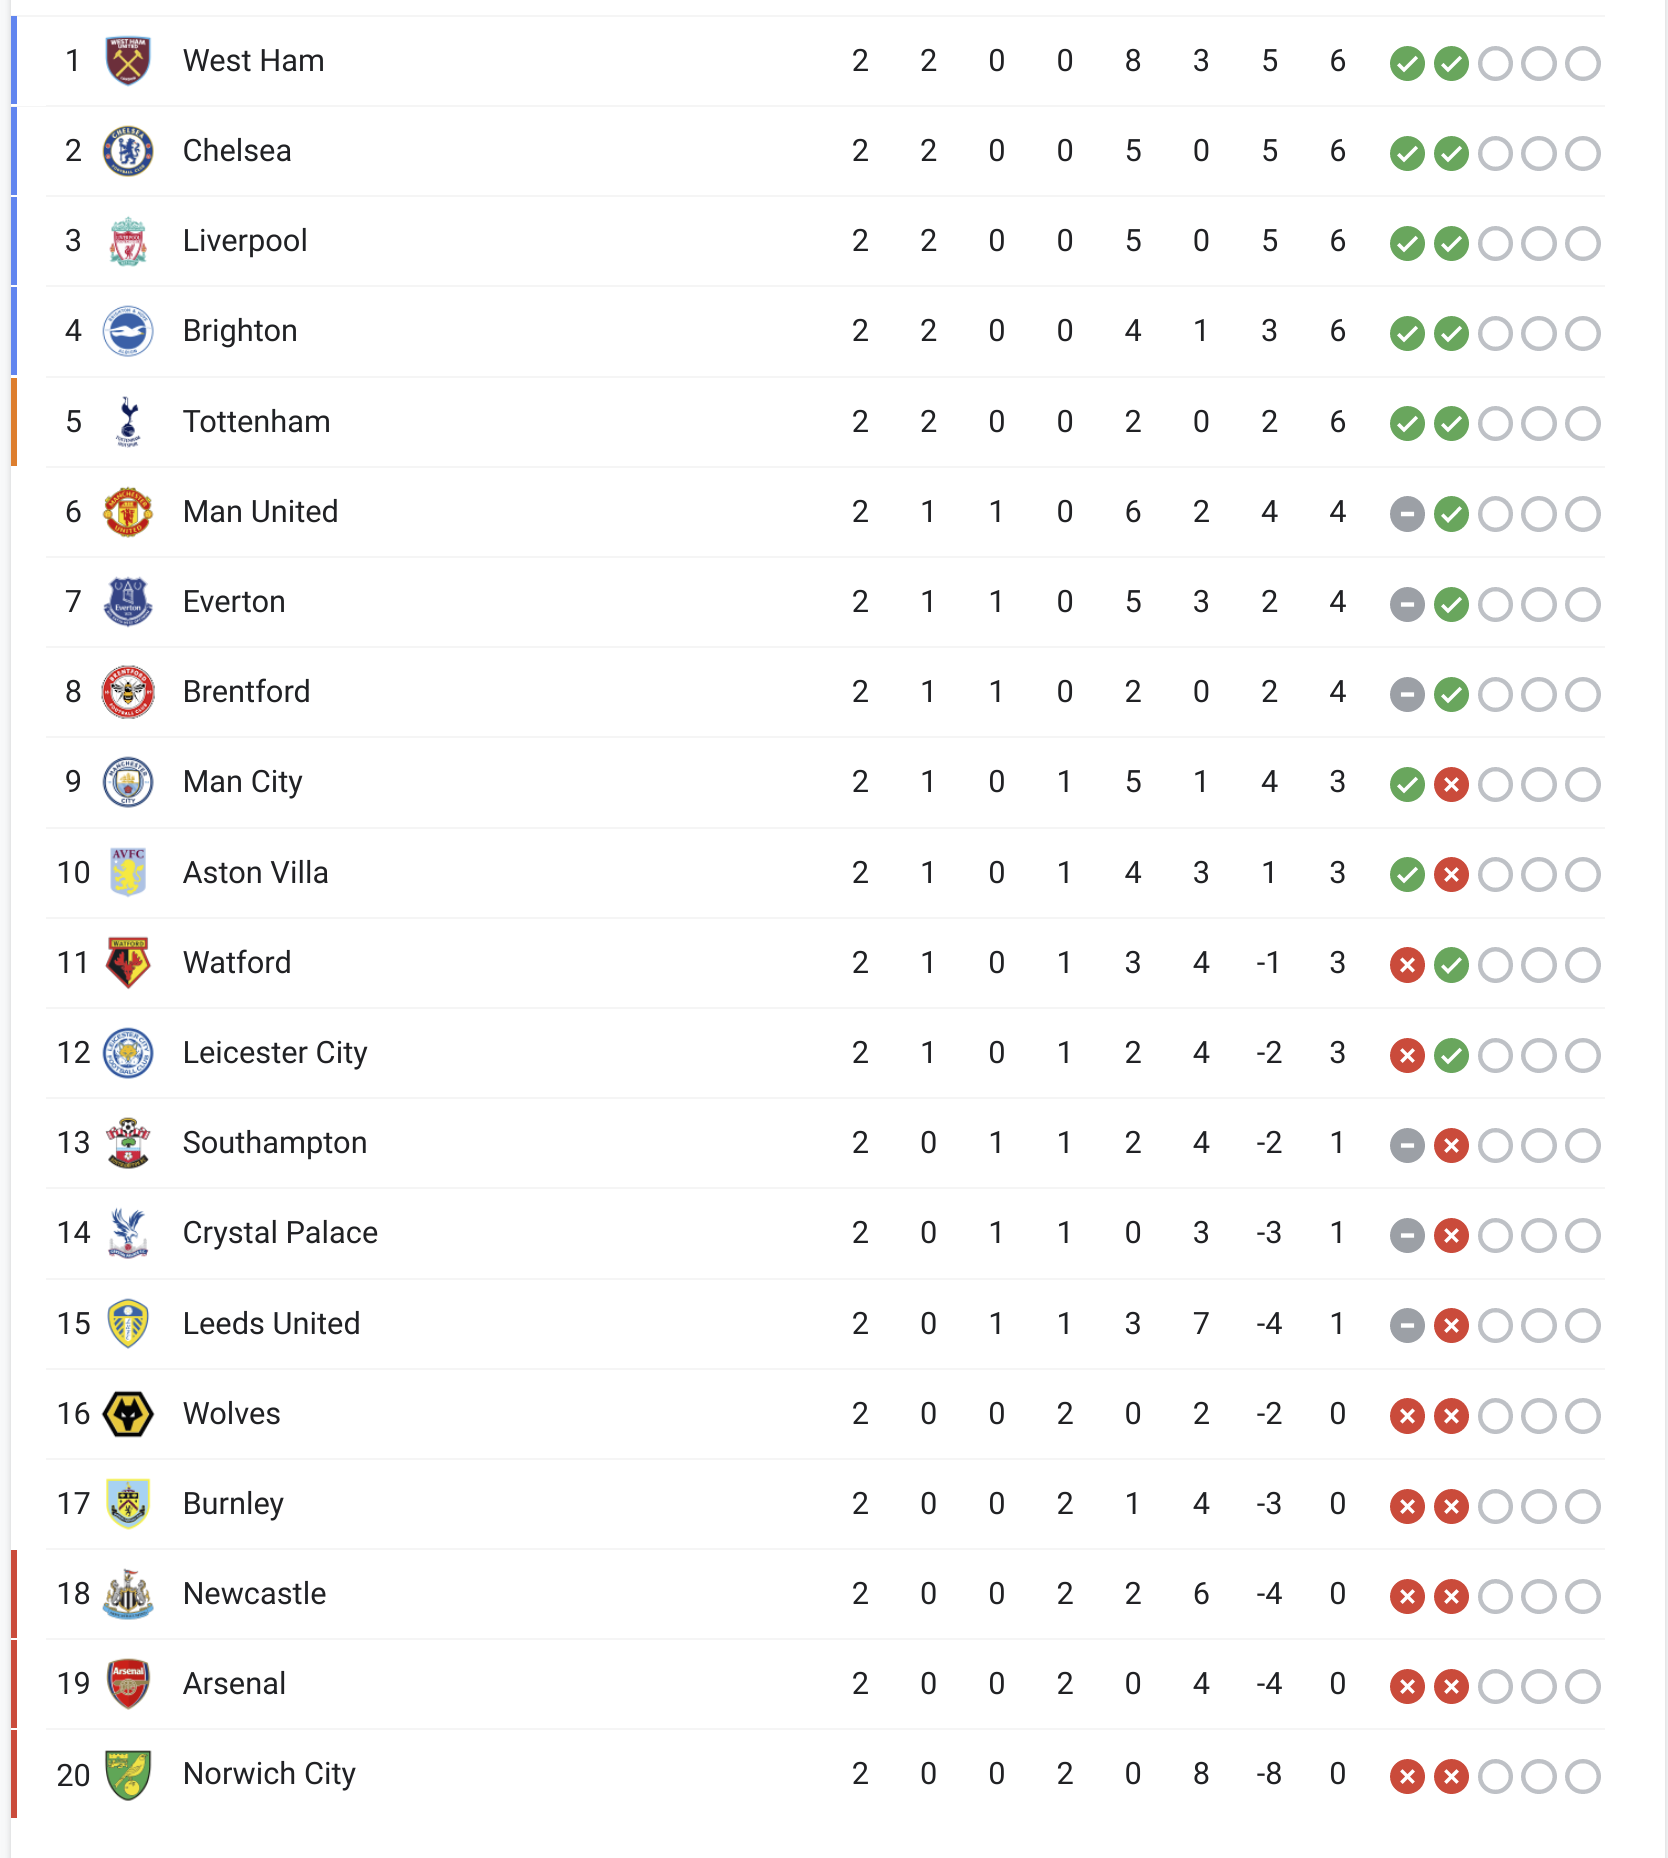 1 West Ham 2 2 0 0 8 3 5 6
2 Chelsea 2 2 0 0 5 0 5 6
3 Liverpool 2 2 0 0 5 0 5 6
4 Brighton 2 2 0 0 4 1 3 6
5 Tottenham 2 2 0 0 2 0 2 6
6 Man United 2 1 1 0 6 2 4 4
7 Everton 2 1 1 0 5 3 2 4
8 Brentford 2 1 1 0 2 0 2 4
9 Man City 2 1 0 1 5 1 4 3
10 AVFC Aston Villa 2 1 0 1 4 3 1 3
11 WATFORD Watford 2 1 0 1 3 4 -1 3
12 Leicester City 2 1 0 1 2 4 -2 3
13 Southampton 2 0 1 1 2 4 -2 1
14 Crystal Palace 2 0 1 1 0 3 -3 1
15 Leeds United 2 0 1 1 3 7 -4 1
16 Wolves 2 0 0 2 0 2 -2 0
17 Burnley 2 0 0 2 1 4 -3 0
18 Newcastle 2 0 0 2 2 6 -4 0
19 Arsenal Arsenal 2 0 0 2 0 4 -4 0
20 Norwich City 2 0 0 2 0 8 -8 0